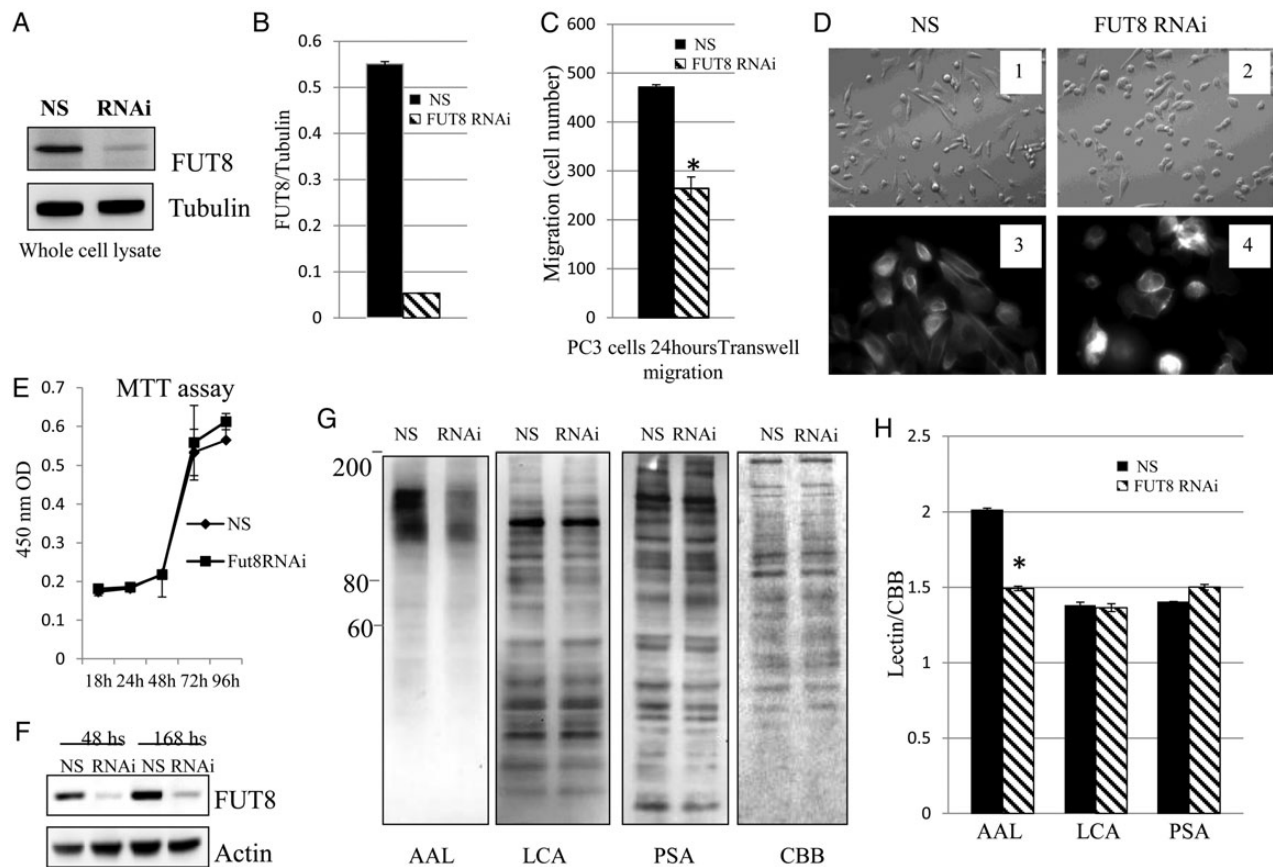 A
NS RNAi
FUT8
Tubulin
Whole cell lysate
B
0.6
0.5
0.4
0.3
0.2
0.1
0
FUT8/Tubulin
NS
FUT8 RNAi
C
600
500
400
300
200
100
0
Migration (cell number)
NS
FUT8 RNAi
*
PC3 cells 24hoursTranswell
migration
D
NS FUT8 RNAi
1
2
3
4
E
MTT assay
0.7
0.6
0.5
0.4
0.3
0.2
0.1
0
450 nm OD
NS
Fut8RNAi
18h 24h 48h 72h 96h
F
48 hs 168 hs
NS RNAi NS RNAi
FUT8
Actin
G
NS RNAi NS RNAi PSA RNAi NS RNAi
200
80
60
AAL LCA PSA CBB
H
2.5
2
1.5
1
0.5
0
Lectin/CBB
NS
FUT8 RNAi
*
AAL LCA PSA